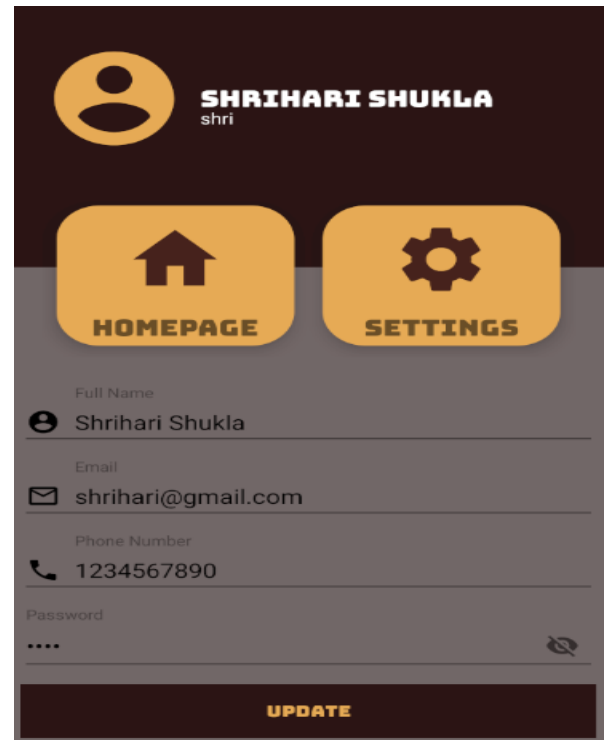 SHRIHARI SHUKLA
shri
HOMEPAGE SETTINGS
Full Name
Shrihari Shukla
Email
shrihari@gmail.com
Phone Number
1234567890
Password
••••
UPDATE